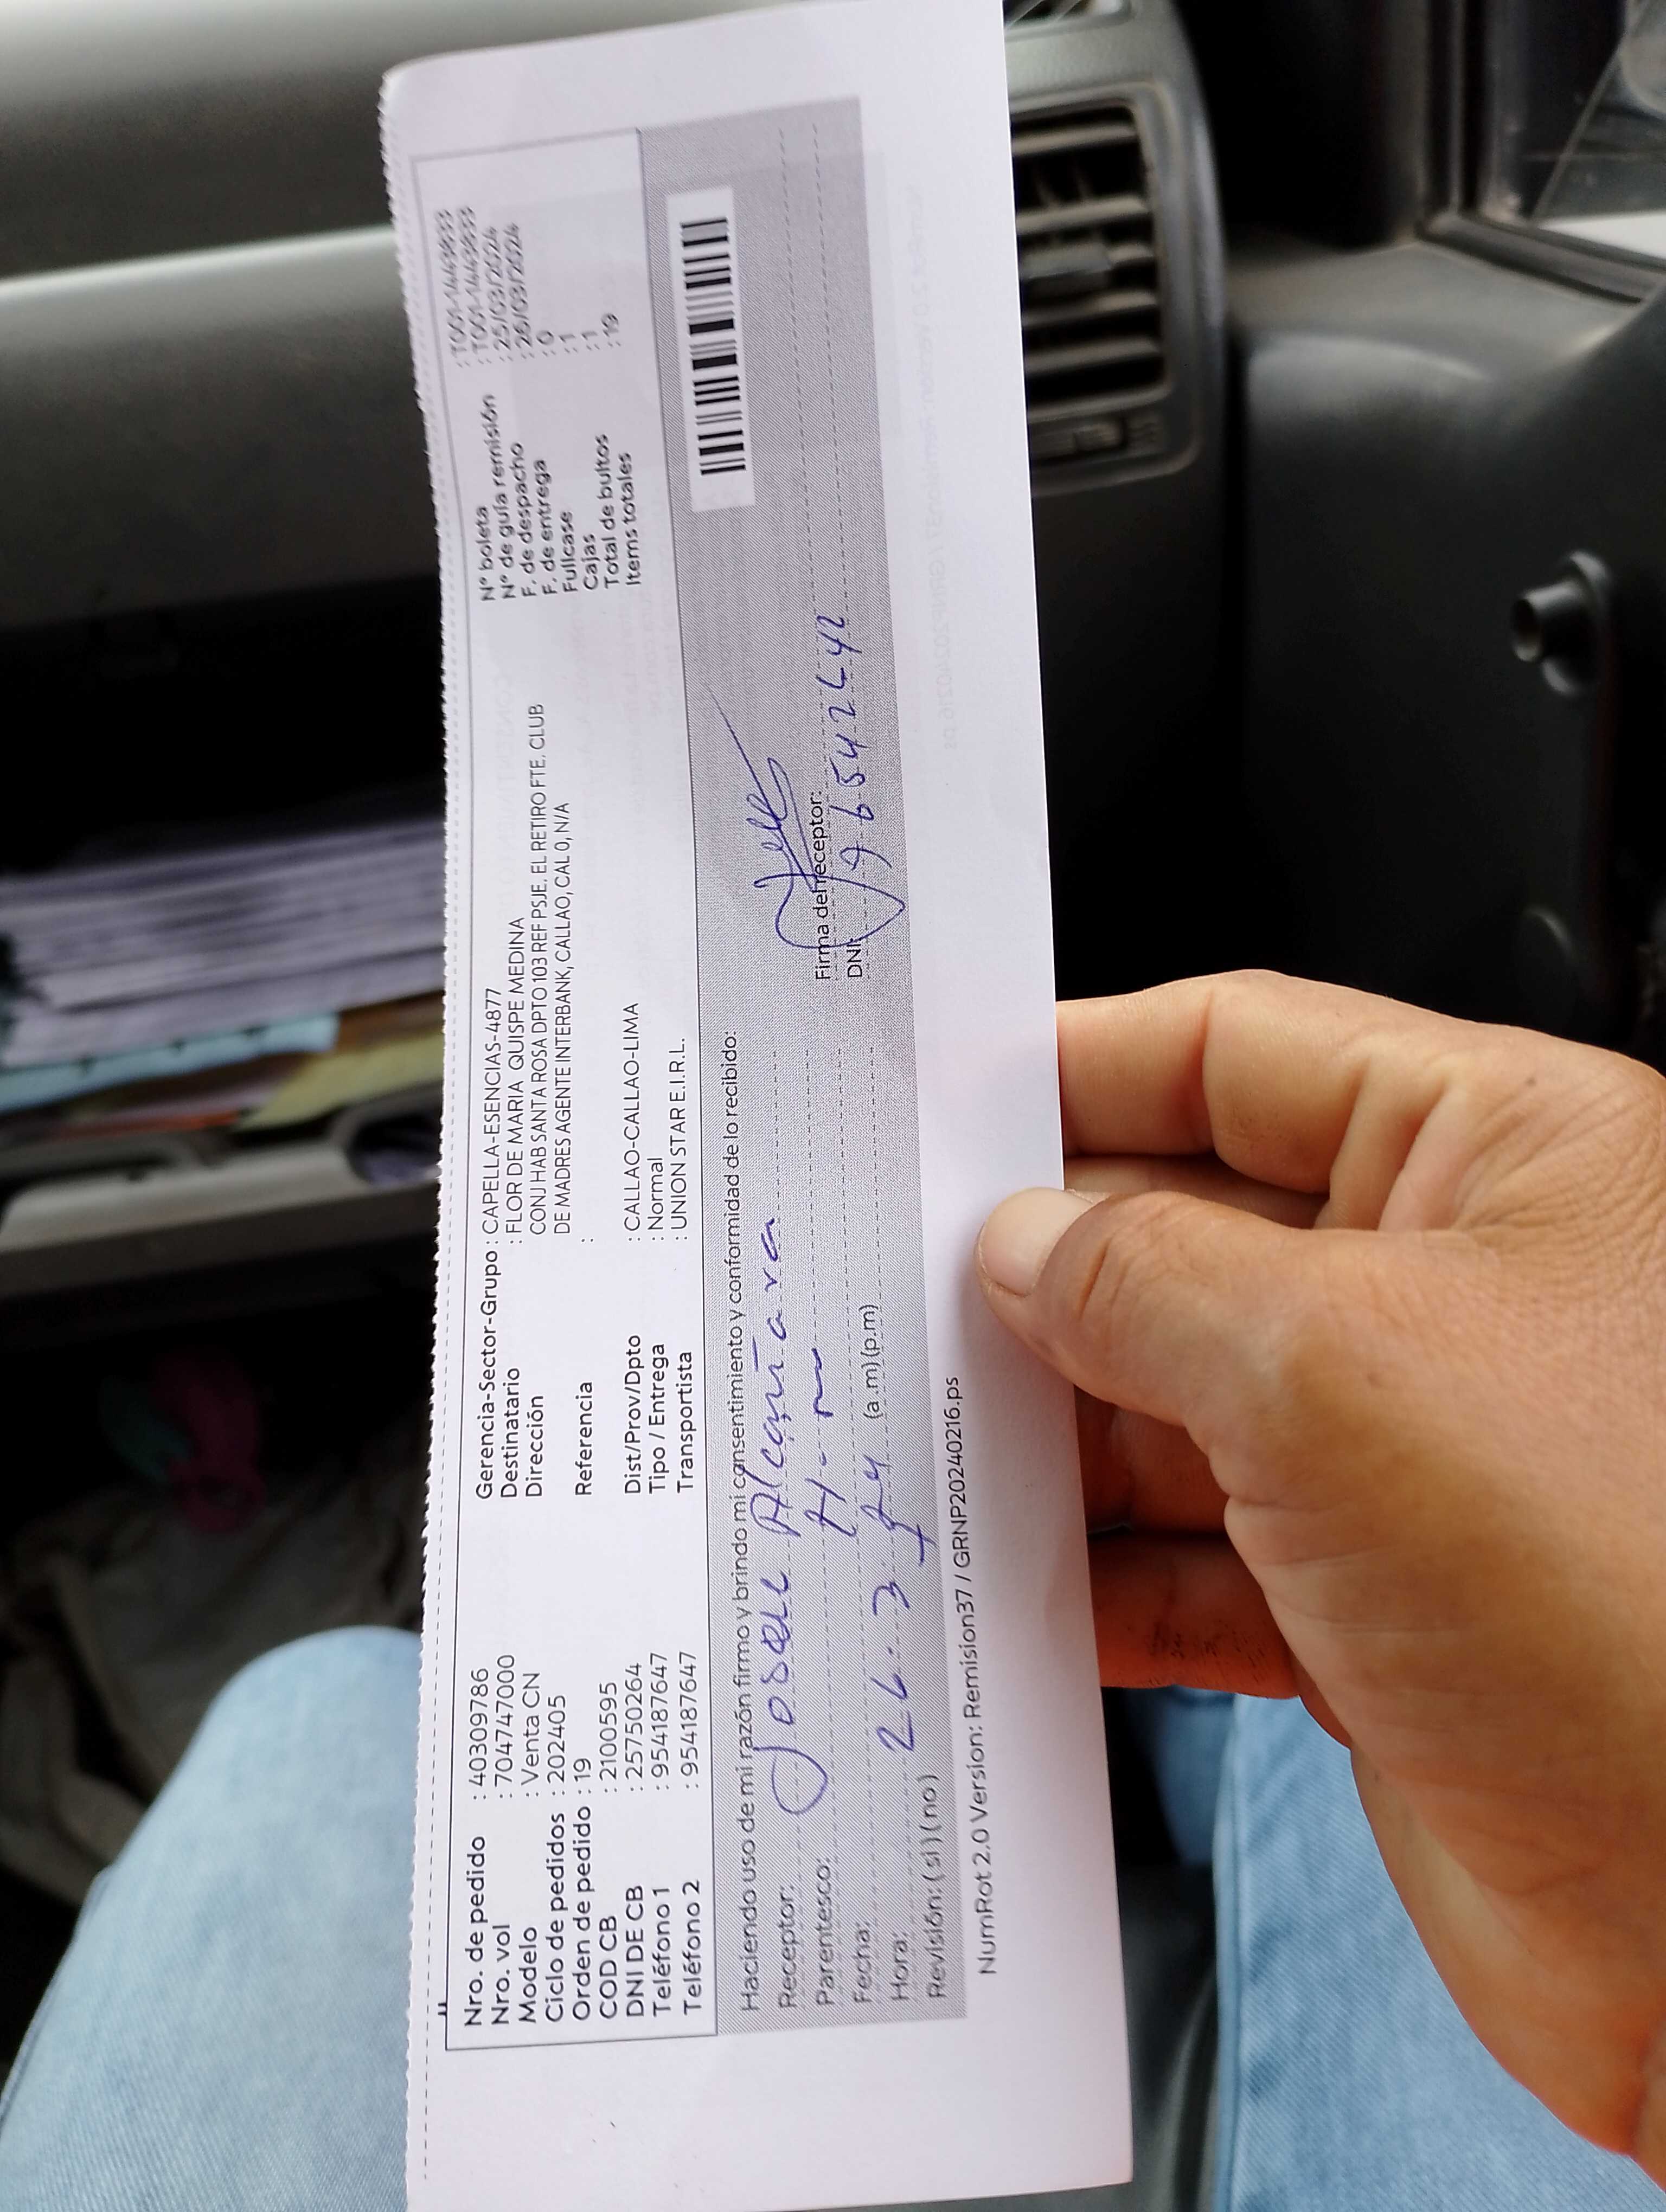 Nro. de pedido : 40309786
Nro. vol : 704747000
Modelo : Venta CN
Ciclo de pedidos : 202405
Orden de pedido : 19
COD CB : 2100595
DNI DE CB : 25750264
Teléfono 1 : 954187647
Teléfono 2 : 954187647
Gerencia-Sector-Grupo : CAPELLA-ESENCIAS-4877
Destinatario : FLOR DE MARIA QUISPE MEDINA
Dirección CONJ HAB SANTA ROSA DPTO 103 REF PSJE. EL RETIRO FTE. CLUB
DE MADRES AGENTE INTERBANK, CALLAO, CAL 0, N/A
Referencia :
Dist/Prov/Dpto : CALLAO-CALLAO-LIMA
Tipo / Entrega : Normal
Transportista : UNION STAR E.I.R.L.
N° boleta
N° de guía remisión
F. de despacho : 25/03/2024
F. de entrega : 26/03/2024
Fullcase : 0
Cajas : 1
Total de bultos : 1
Items totales : 19
Haciendo uso de mi razón firmo y brindo mi consentimiento y conformidad de lo recibido:
Receptor: Alcantara
Parentesco:
Fecha: 26.3.24
Hora: (a.m) (p.m)
Revisión: (si) (no)
Firma del receptor:
DNI:
NumRot 2.0 Version: Remision37 / GRNP20240216.ps